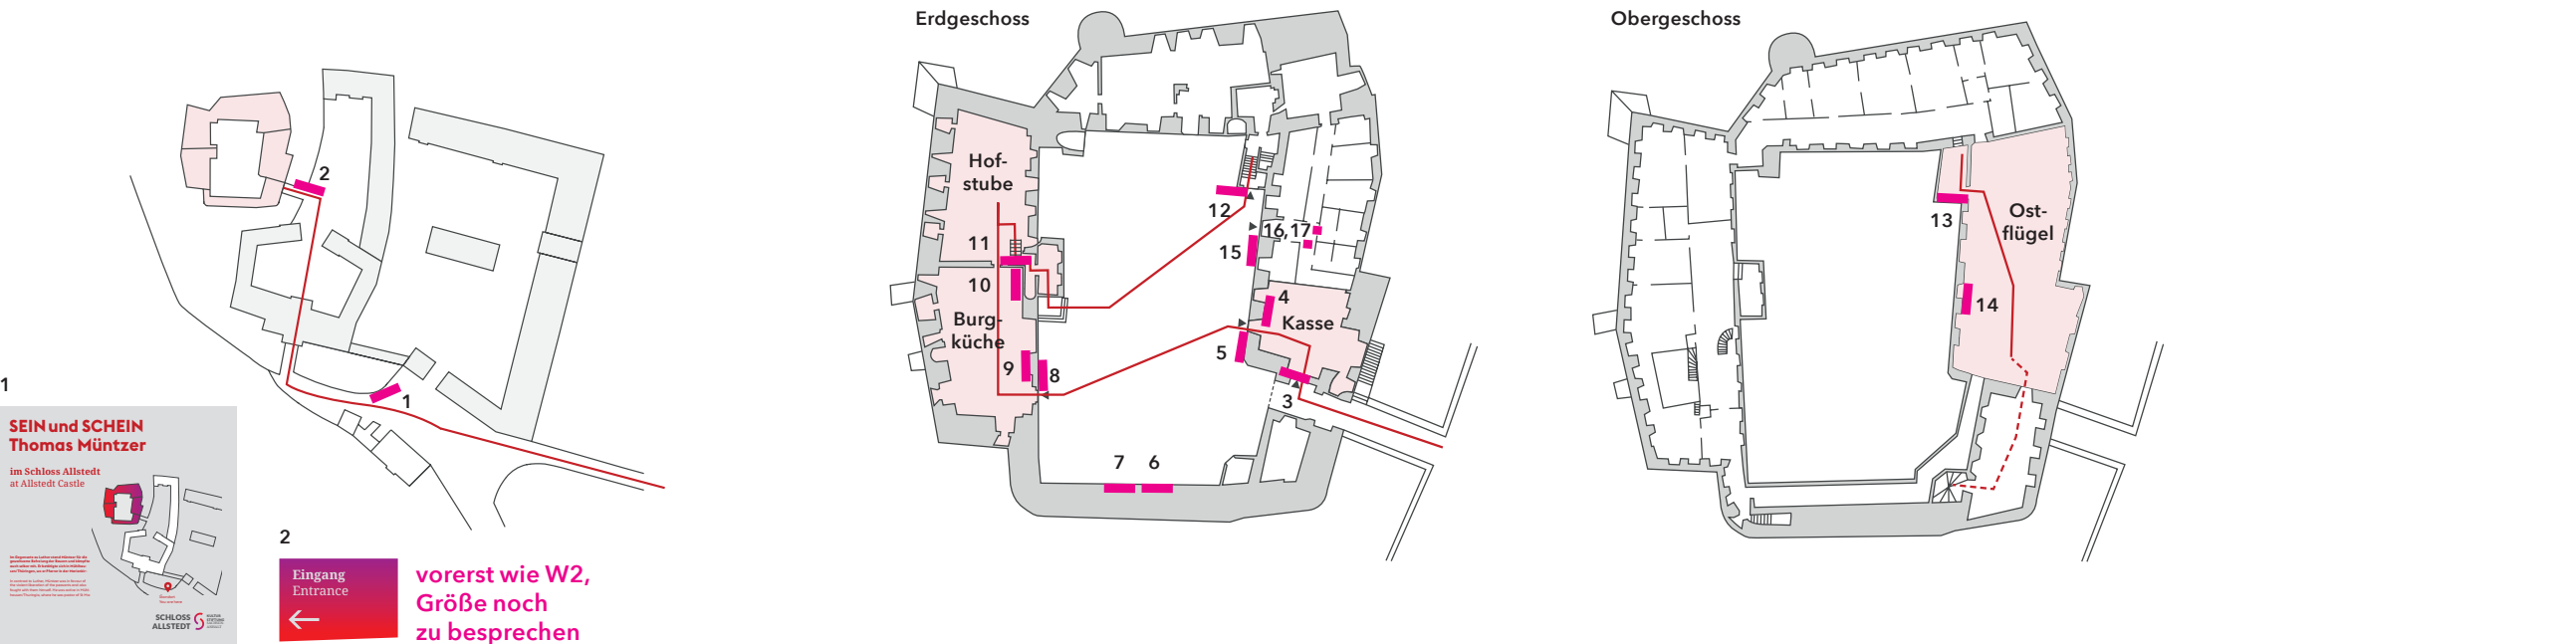 Erdgeschoss
Obergeschoss
2
1
Hof-
stube
11
10
Burg-
küche
9
8
12
16,17
15
4
Kasse
5
3
7
6
13
Ost-
flügel
14
1
SEIN und SCHEIN
Thomas Müntzer
im Schloss Allstedt
at Allstedt Castle
SCHLOSS
ALLSTEDT
2
Eingang
Entrance
vorerst wie W2,
Größe noch
zu besprechen